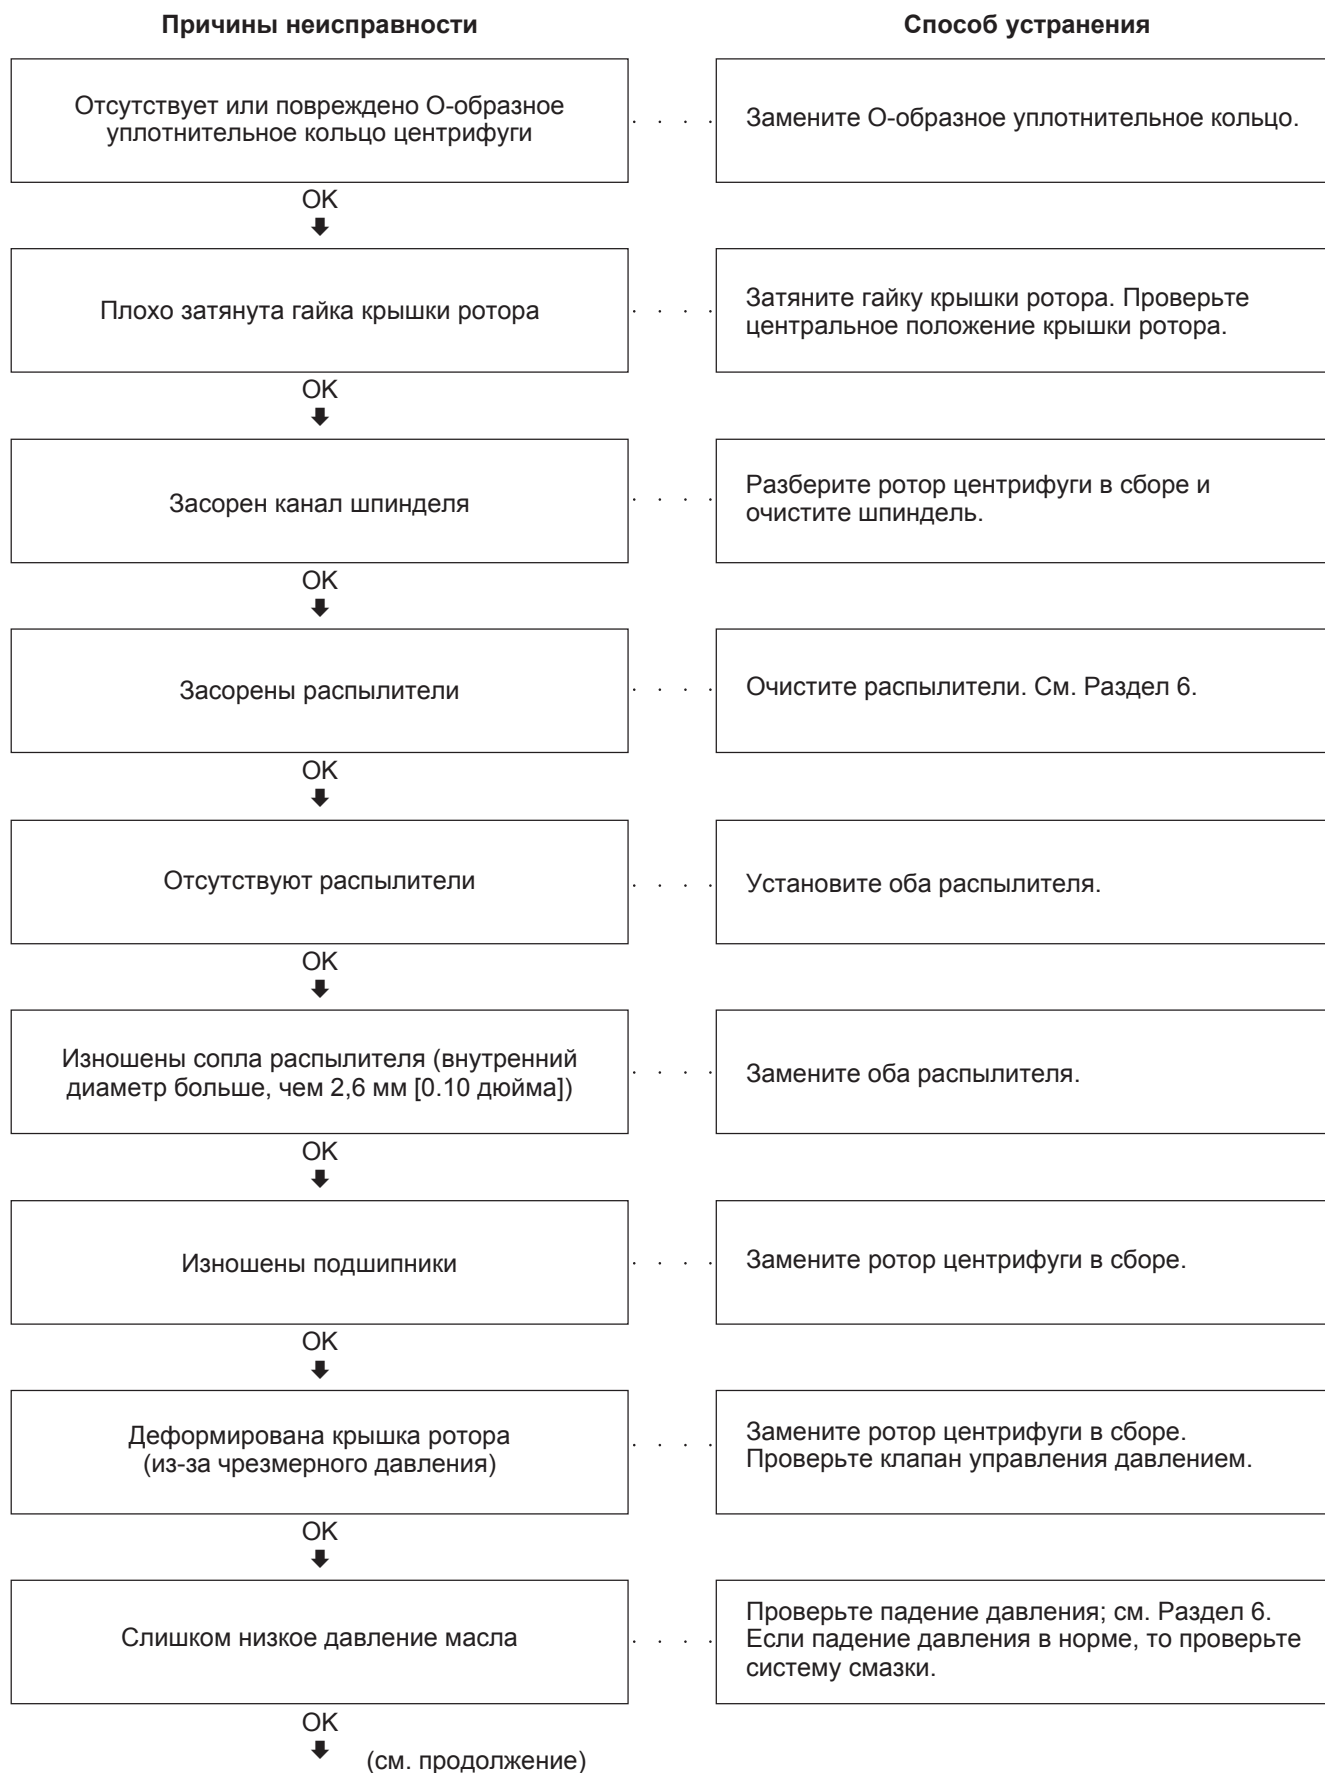 Причины неисправности
Способ устранения
Отсутствует или повреждено О-образное
уплотнительное кольцо центрифуги
Замените О-образное уплотнительное кольцо.
OK
Плохо затянута гайка крышки ротора
Затяните гайку крышки ротора. Проверьте
центральное положение крышки ротора.
OK
Засорен канал шпинделя
Разберите ротор центрифуги в сборе и
очистите шпиндель.
OK
Засорены распылители
Очистите распылители. См. Раздел 6.
OK
Отсутствуют распылители
Установите оба распылителя.
OK
Изношены сопла распылителя (внутренний
диаметр больше, чем 2,6 мм [0.10 дюйма])
Замените оба распылителя.
OK
Изношены подшипники
Замените ротор центрифуги в сборе.
OK
Деформирована крышка ротора
(из-за чрезмерного давления)
Замените ротор центрифуги в сборе.
Проверьте клапан управления давлением.
OK
Слишком низкое давление масла
Проверьте падение давления; см. Раздел 6.
Если падение давления в норме, то проверьте
систему смазки.
OK
(см. продолжение)